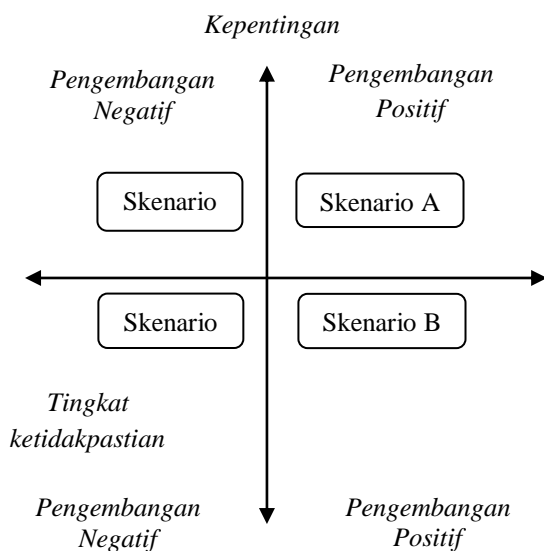 Kepentingan
Pengembangan
Negatif
Pengembangan
Positif
Skenario
Skenario A
Skenario
Skenario B
Tingkat
ketidakpastian
Pengembangan
Negatif
Pengembangan
Positif